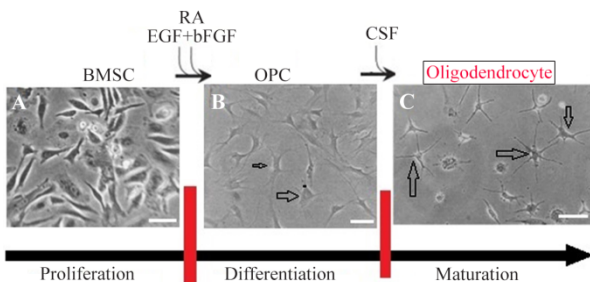 RA
EGF+bFGF
CSF
BMSC
OPC
Oligodendrocyte
A
B
C
Proliferation
Differentiation
Maturation